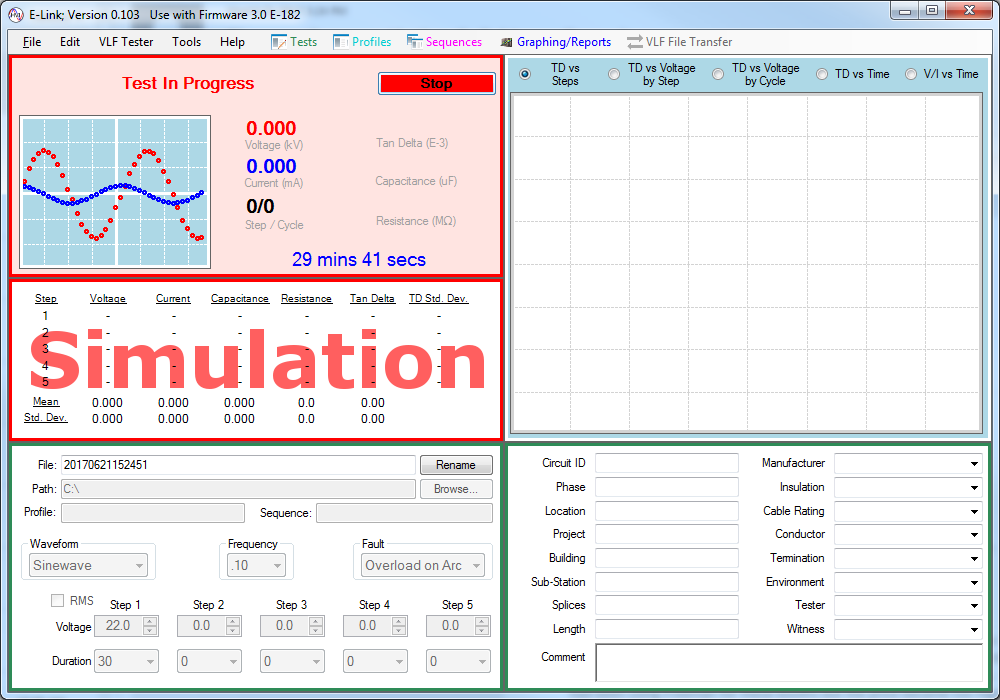 E-Link; Version 0.103 Use with Firmware 3.0 E-182
File Edit VLF Tester Tools Help Tests Profiles Sequences Graphing/Reports VLF File Transfer
Test In Progress
Stop
0.000
Voltage (kV)
Tan Delta (E-3)
0.000
Current (mA)
Capacitance (uF)
0/0
Step / Cycle
Resistance (MΩ)
29 mins 41 secs
TD vs Steps
TD vs Voltage by Step
TD vs Voltage by Cycle
TD vs Time
V/I vs Time
Step Voltage Current Capacitance Resistance Tan Delta TD Std. Dev.
1 - - - - - -
2 - - - - - -
3 - - - - - -
4 - - - - - -
5 - - - - - -
Simulation
Mean 0.000 0.000 0.000 0.0 0.00
Std. Dev. 0.000 0.000 0.000 0.0 0.00
File: 20170621152451 Rename
Path: C:\ Browse...
Profile: Sequence:
Waveform Frequency Fault
Sinewave .10 Overload on Arc
RMS Step 1 Step 2 Step 3 Step 4 Step 5
Voltage 22.0 0.0 0.0 0.0 0.0
Duration 30 0 0 0 0
Circuit ID Manufacturer
Phase Insulation
Location Cable Rating
Project Conductor
Building Termination
Sub-Station Environment
Splices Tester
Length Witness
Comment